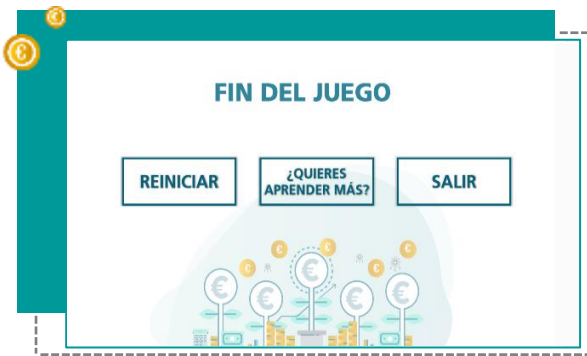 FIN DEL JUEGO
REINICIAR
¿QUIERES
APRENDER MÁS?
SALIR
€
€
€
€
€
€
€
€
€
€
€
€